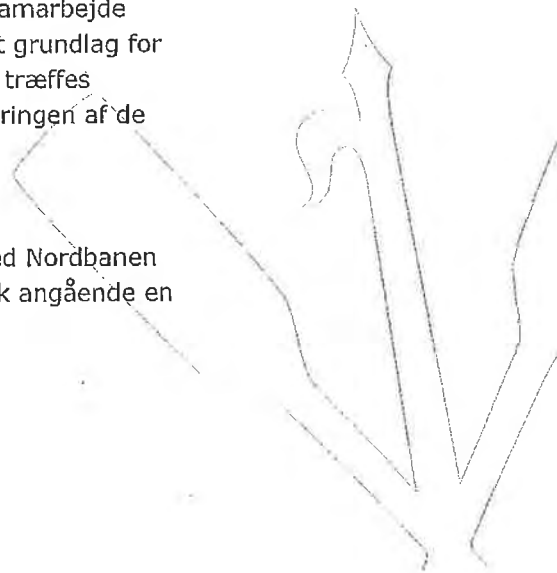 amarbejde
t grundlag for
træffes
ringen af de
ed Nordbanen
k angående en